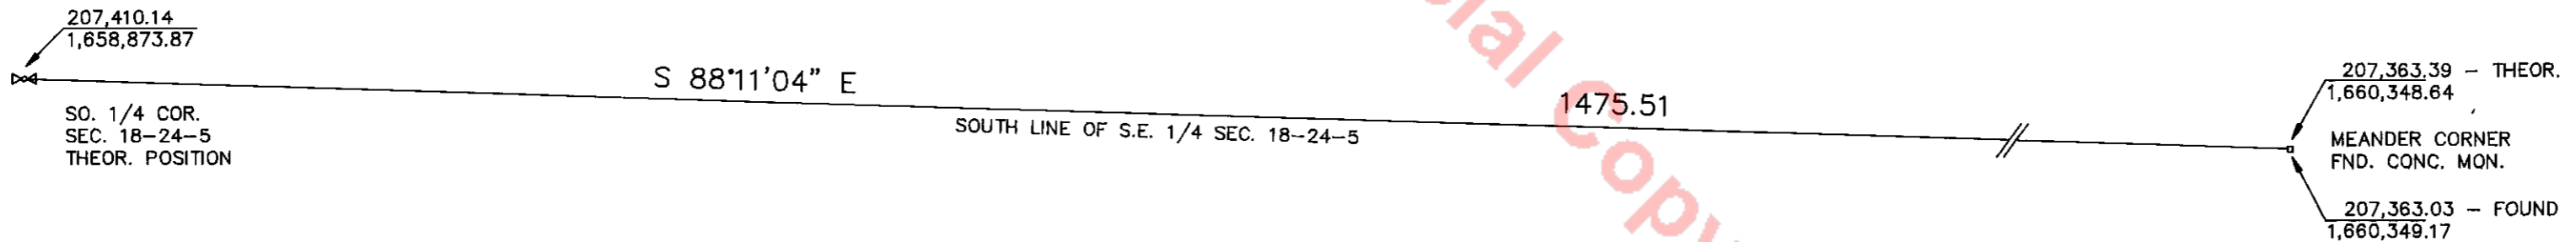 207,410.14
1,658,873.87
SO. 1/4 COR.
SEC. 18-24-5
THEOR. POSITION
S 88°11'04" E
SOUTH LINE OF S.E. 1/4 SEC. 18-24-5
1475.51
207,363.39 - THEOR.
1,660,348.64
MEANDER CORNER
FND. CONC. MON.
207,363.03 - FOUND
1,660,349.17